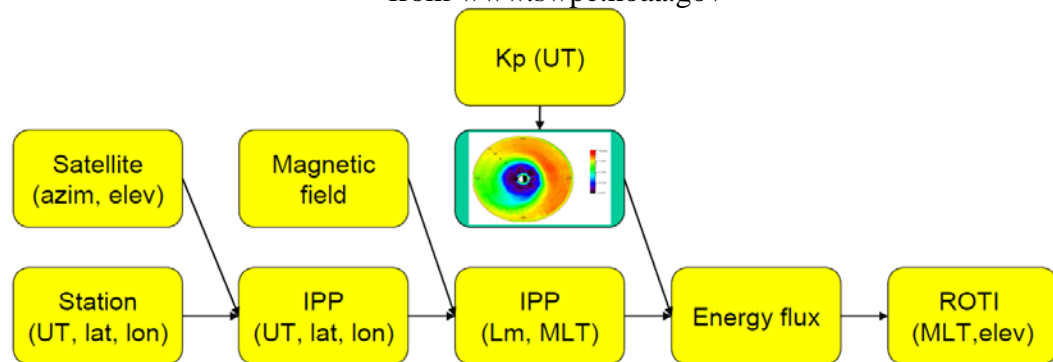 Kp (UT)
Satellite
(azim, elev)
Magnetic
field
Station
(UT, lat, lon)
IPP
(UT, lat, lon)
IPP
(Lm, MLT)
Energy flux
ROTI
(MLT,elev)